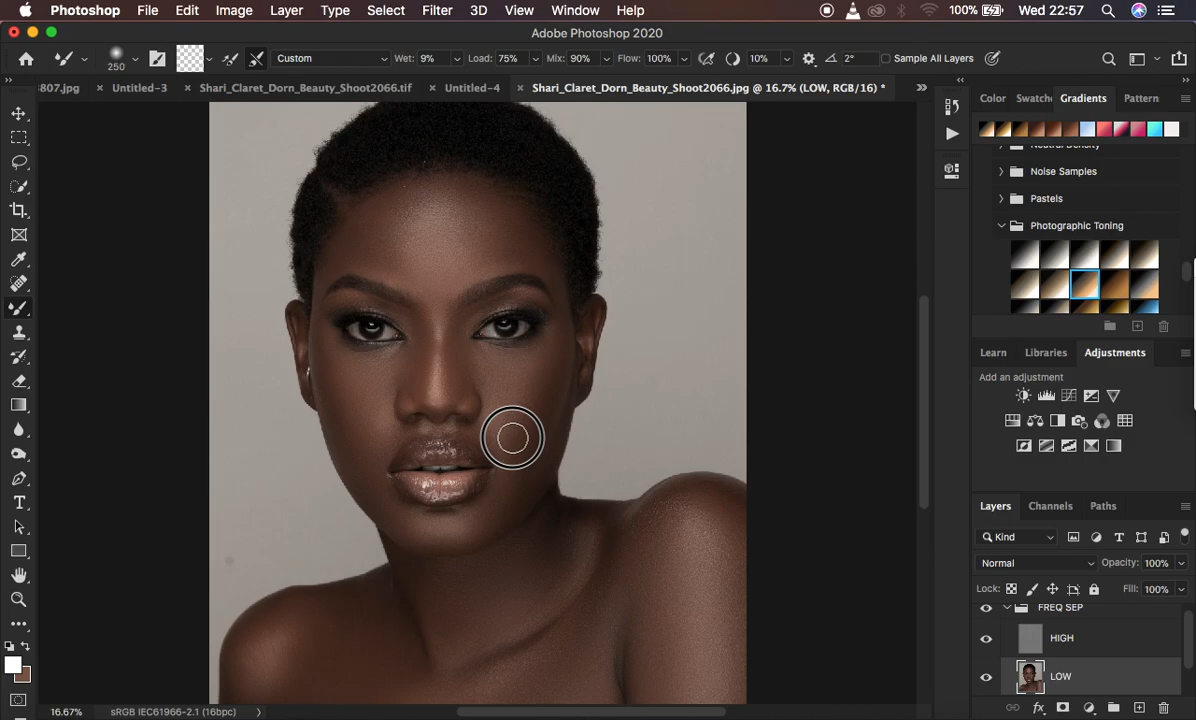 Photoshop File Edit Image Layer Type Select Filter 3D View Window Help 100% Wed 22:57
Adobe Photoshop 2020
250 Custom Wet: 9% Load: 75% Mix: 90% Flow: 100% 10% 2° Sample All Layers
807.jpg × Untitled-3 × Shari_Claret_Dorn_Beauty_Shoot2066.tif × Untitled-4 × Shari_Claret_Dorn_Beauty_Shoot2066.jpg @ 16.7% (LOW, RGB/16) *
Color Swatche Gradients Pattern
Neutral Density
Noise Samples
Pastels
Photographic Toning
Learn Libraries Adjustments
Add an adjustment
Layers Channels Paths
Kind
Normal Opacity: 100%
Lock: Fill: 100%
FREQ SEP
HIGH
LOW
T
16.67% sRGB IEC61966-2.1 (16bpc)